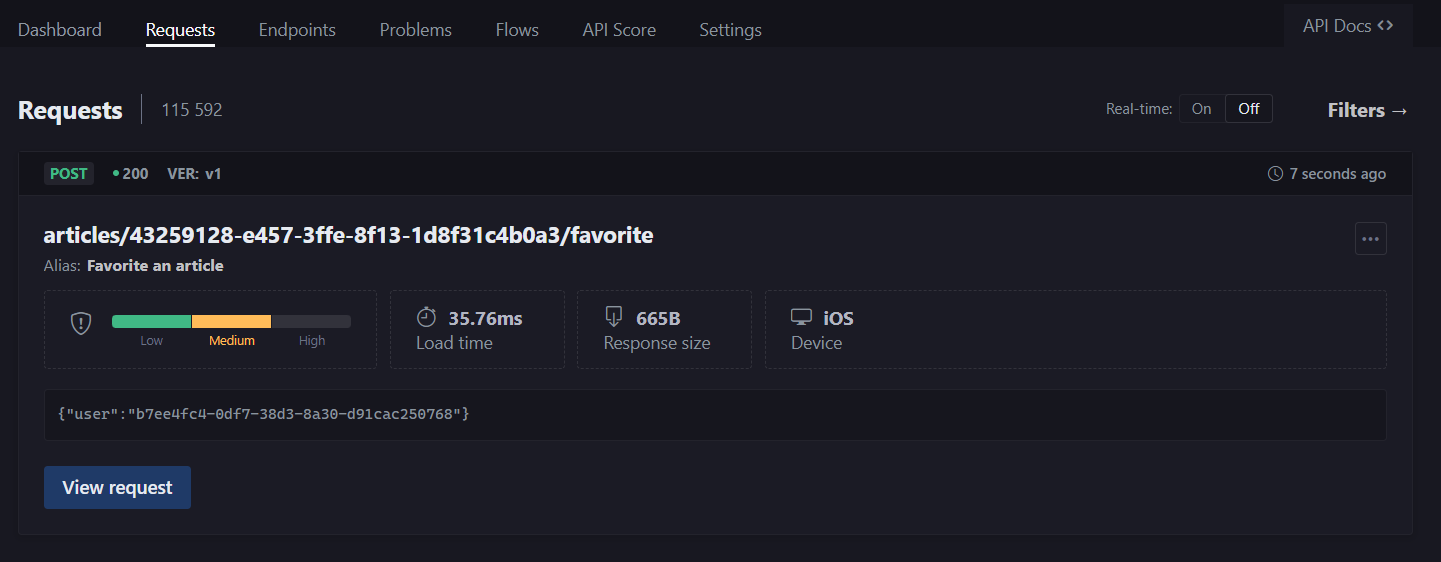 Dashboard Requests Endpoints Problems Flows API Score Settings API Docs <>
Requests 115 592 Real-time: On Off Filters →
POST 200 VER: v1 7 seconds ago
articles/43259128-e457-3ffe-8f13-1d8f31c4b0a3/favorite
Alias: Favorite an article
35.76ms 665B iOS
Low Medium High Load time Response size Device
{"user":"b7ee4fc4-0df7-38d3-8a30-d91cac250768"}
View request